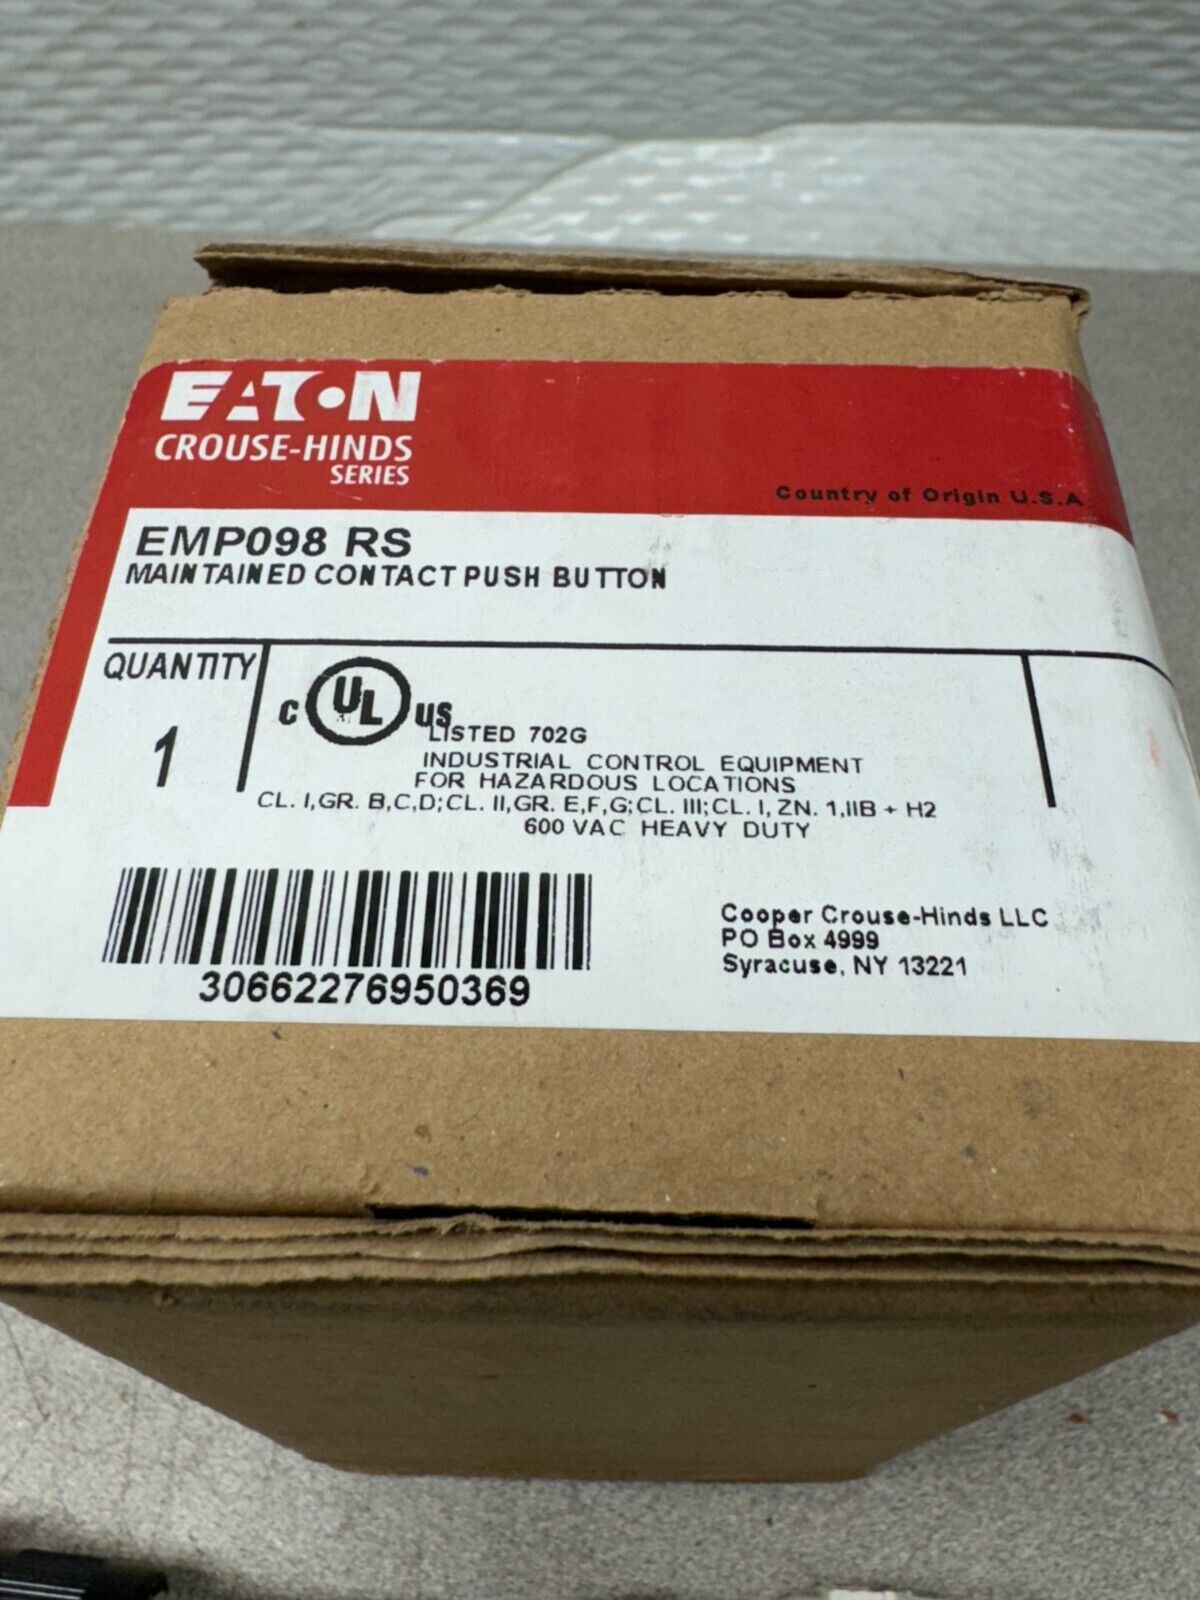 EATON
CROUSE-HINDS
SERIES
Country of Origin U.S.A
EMP098 RS
MAINTAINED CONTACT PUSH BUTTON
QUANTITY
1
C UL US
LISTED 702G
INDUSTRIAL CONTROL EQUIPMENT
FOR HAZARDOUS LOCATIONS
CL. I,GR. B,C,D;CL. II,GR. E,F,G;CL. III;CL. I, ZN. 1,IIB + H2
600 VAC HEAVY DUTY
30662276950369
Cooper Crouse-Hinds LLC
PO Box 4999
Syracuse, NY 13221